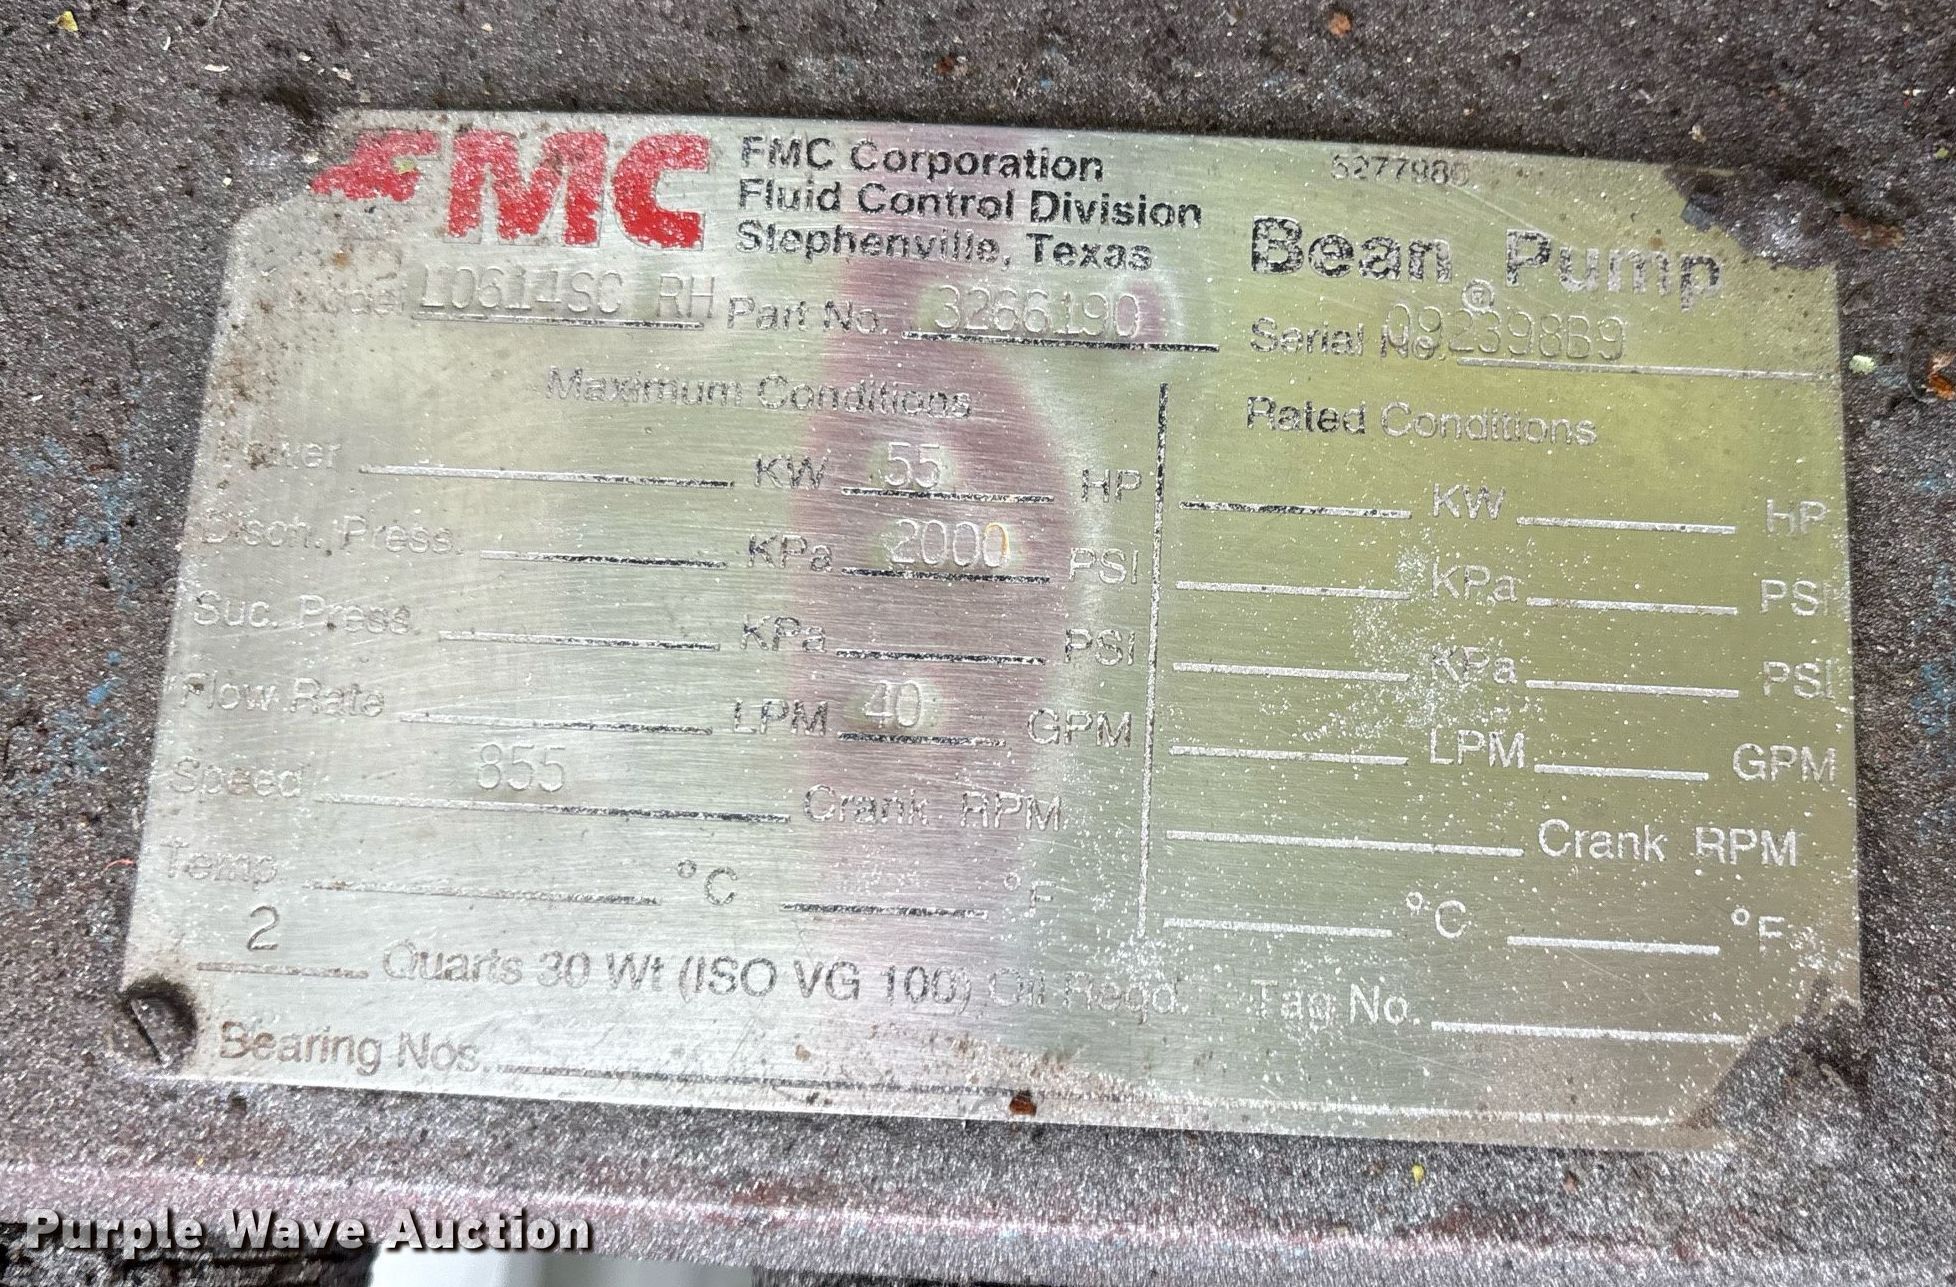 FMC
FMC Corporation
Fluid Control Division
Stephenville, Texas
Bean® Pump
Model L0614SC RH Part No. 3266190 Serial No. 092398B9
Maximum Conditions Rated Conditions
Power KW 55 HP KW HP
Disch. Press. KPa 2000 PSI KPa PSI
Suc. Press. KPa PSI KPa PSI
Flow Rate LPM 40 GPM LPM GPM
Speed 855 Crank RPM Crank RPM
Temp °C °F °C °F
2 Quarts 30 Wt (ISO VG 100) Oil Reqd. Tag No.
Bearing Nos.
Purple Wave Auction